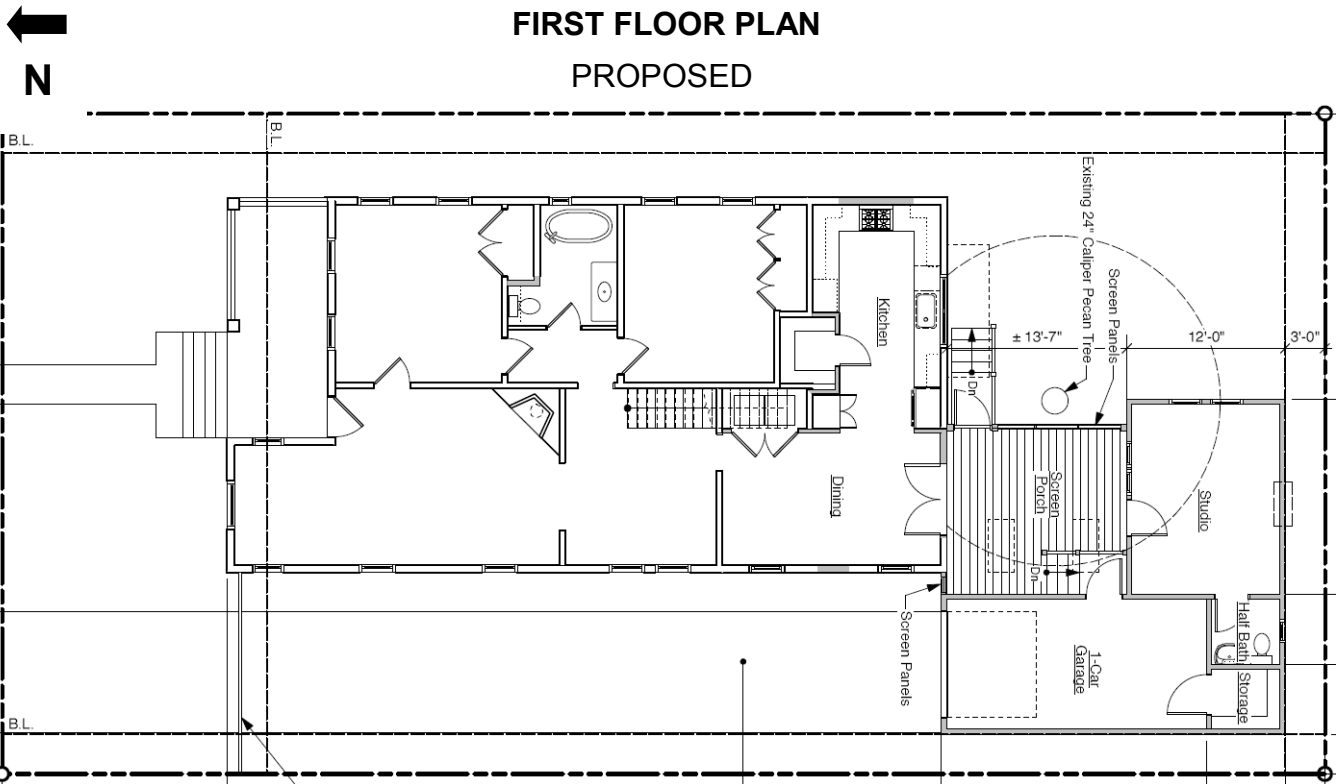 FIRST FLOOR PLAN
N
PROPOSED
B.L.
B.L.
Existing 24" Caliper Pecan Tree
Screen Panels
Kitchen
± 13'-7"
12'-0"
3'-0"
Dn
Dining
Screen
Porch
Studio
Dn
Screen Panels
Half Bath
1-Car
Garage
Storage
B.L.